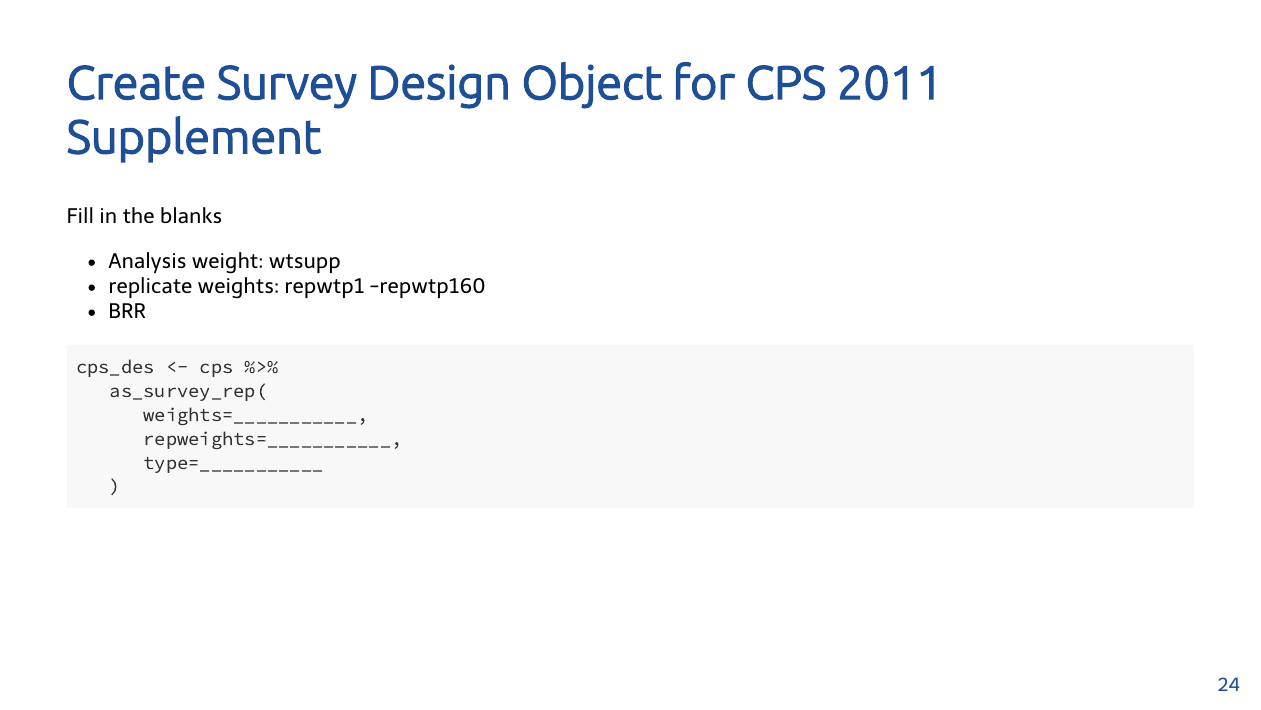 Create Survey Design Object for CPS 2011
Supplement
Fill in the blanks
• Analysis weight: wtsupp
• replicate weights: repwtp1 -repwtp160
• BRR
cps_des <- cps %>%
   as_survey_rep(
      weights=___________,
      repweights=___________,
      type=___________
   )
24